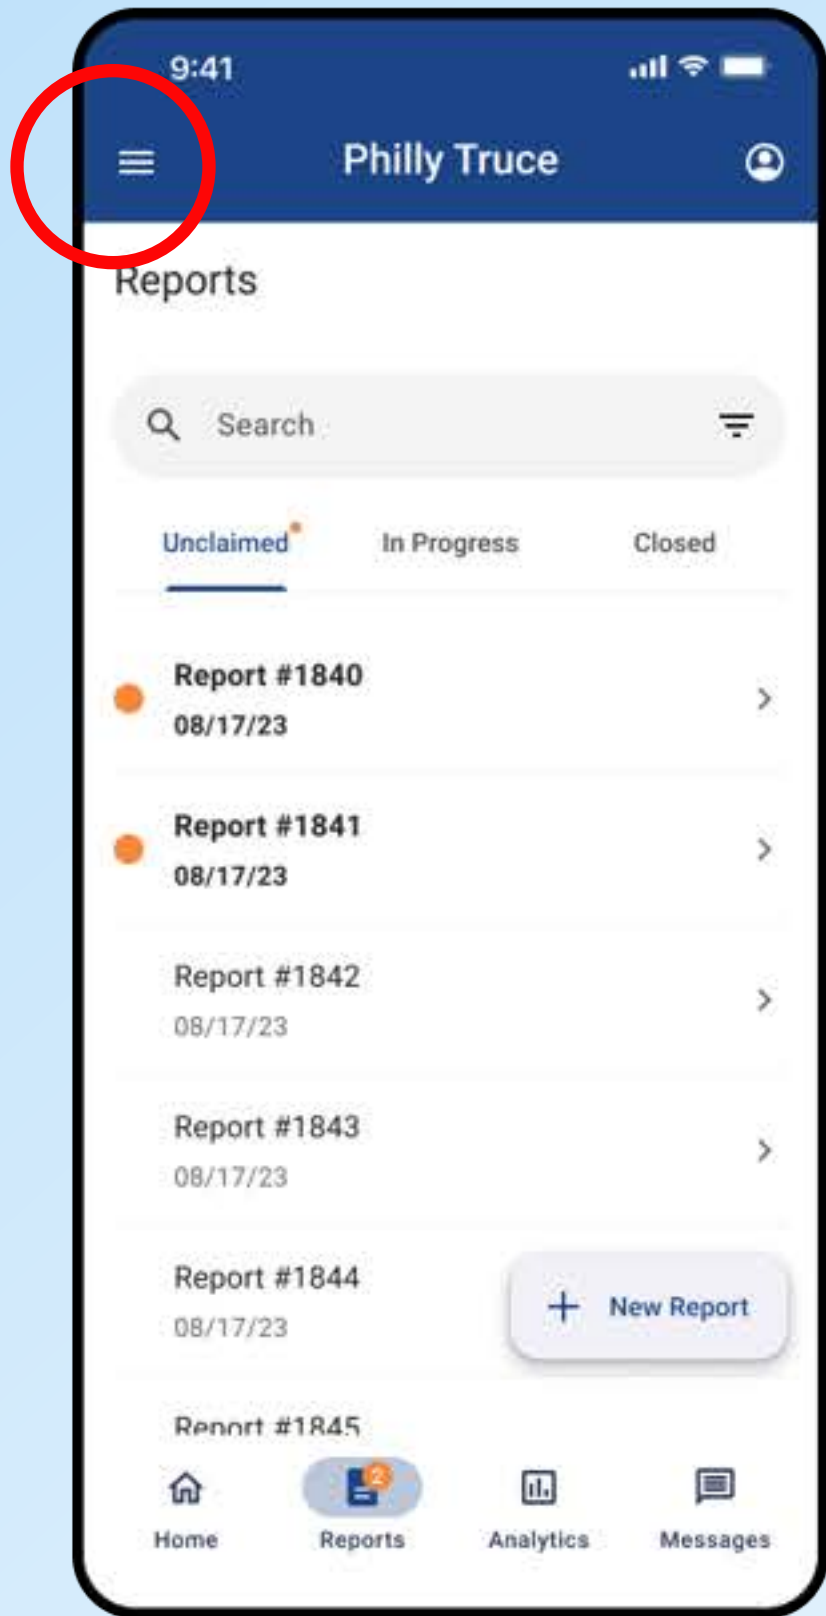 9:41
Philly Truce
Reports
Search
Unclaimed In Progress Closed
Report #1840
08/17/23
Report #1841
08/17/23
Report #1842
08/17/23
Report #1843
08/17/23
Report #1844
08/17/23
+ New Report
Report #1845
2
Home Reports Analytics Messages